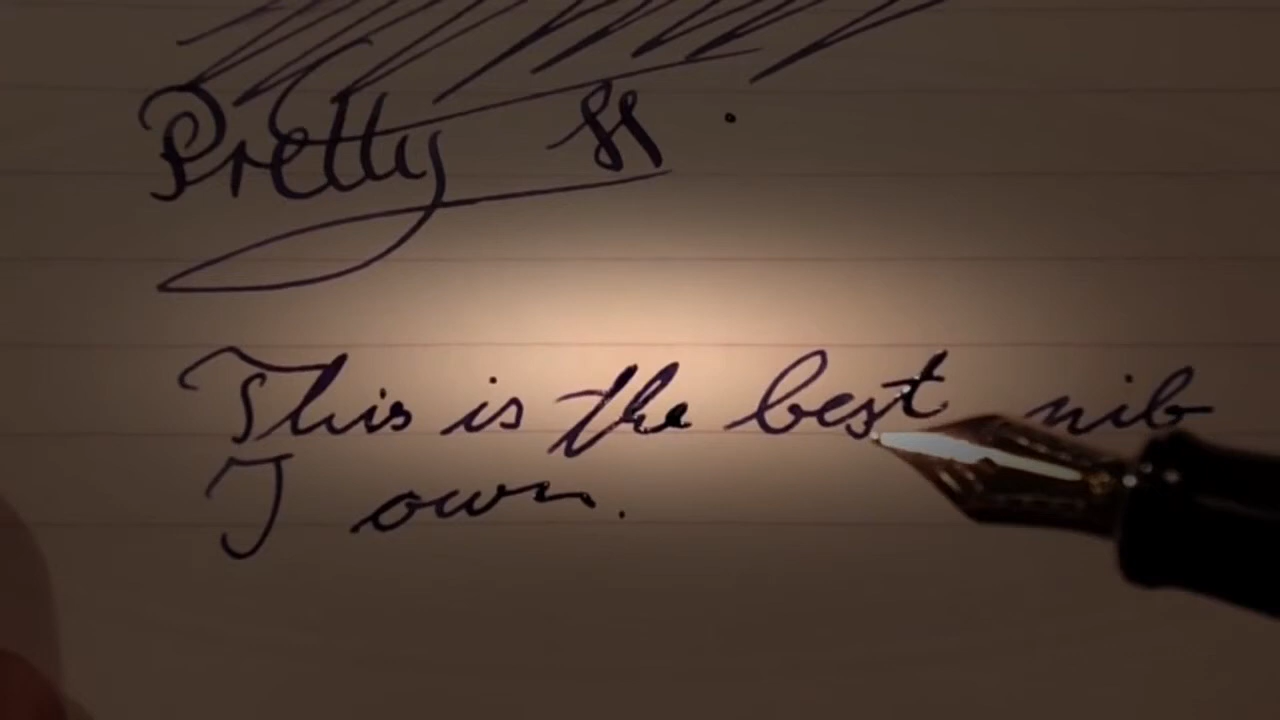 Pretty
This is the best nib
I own.